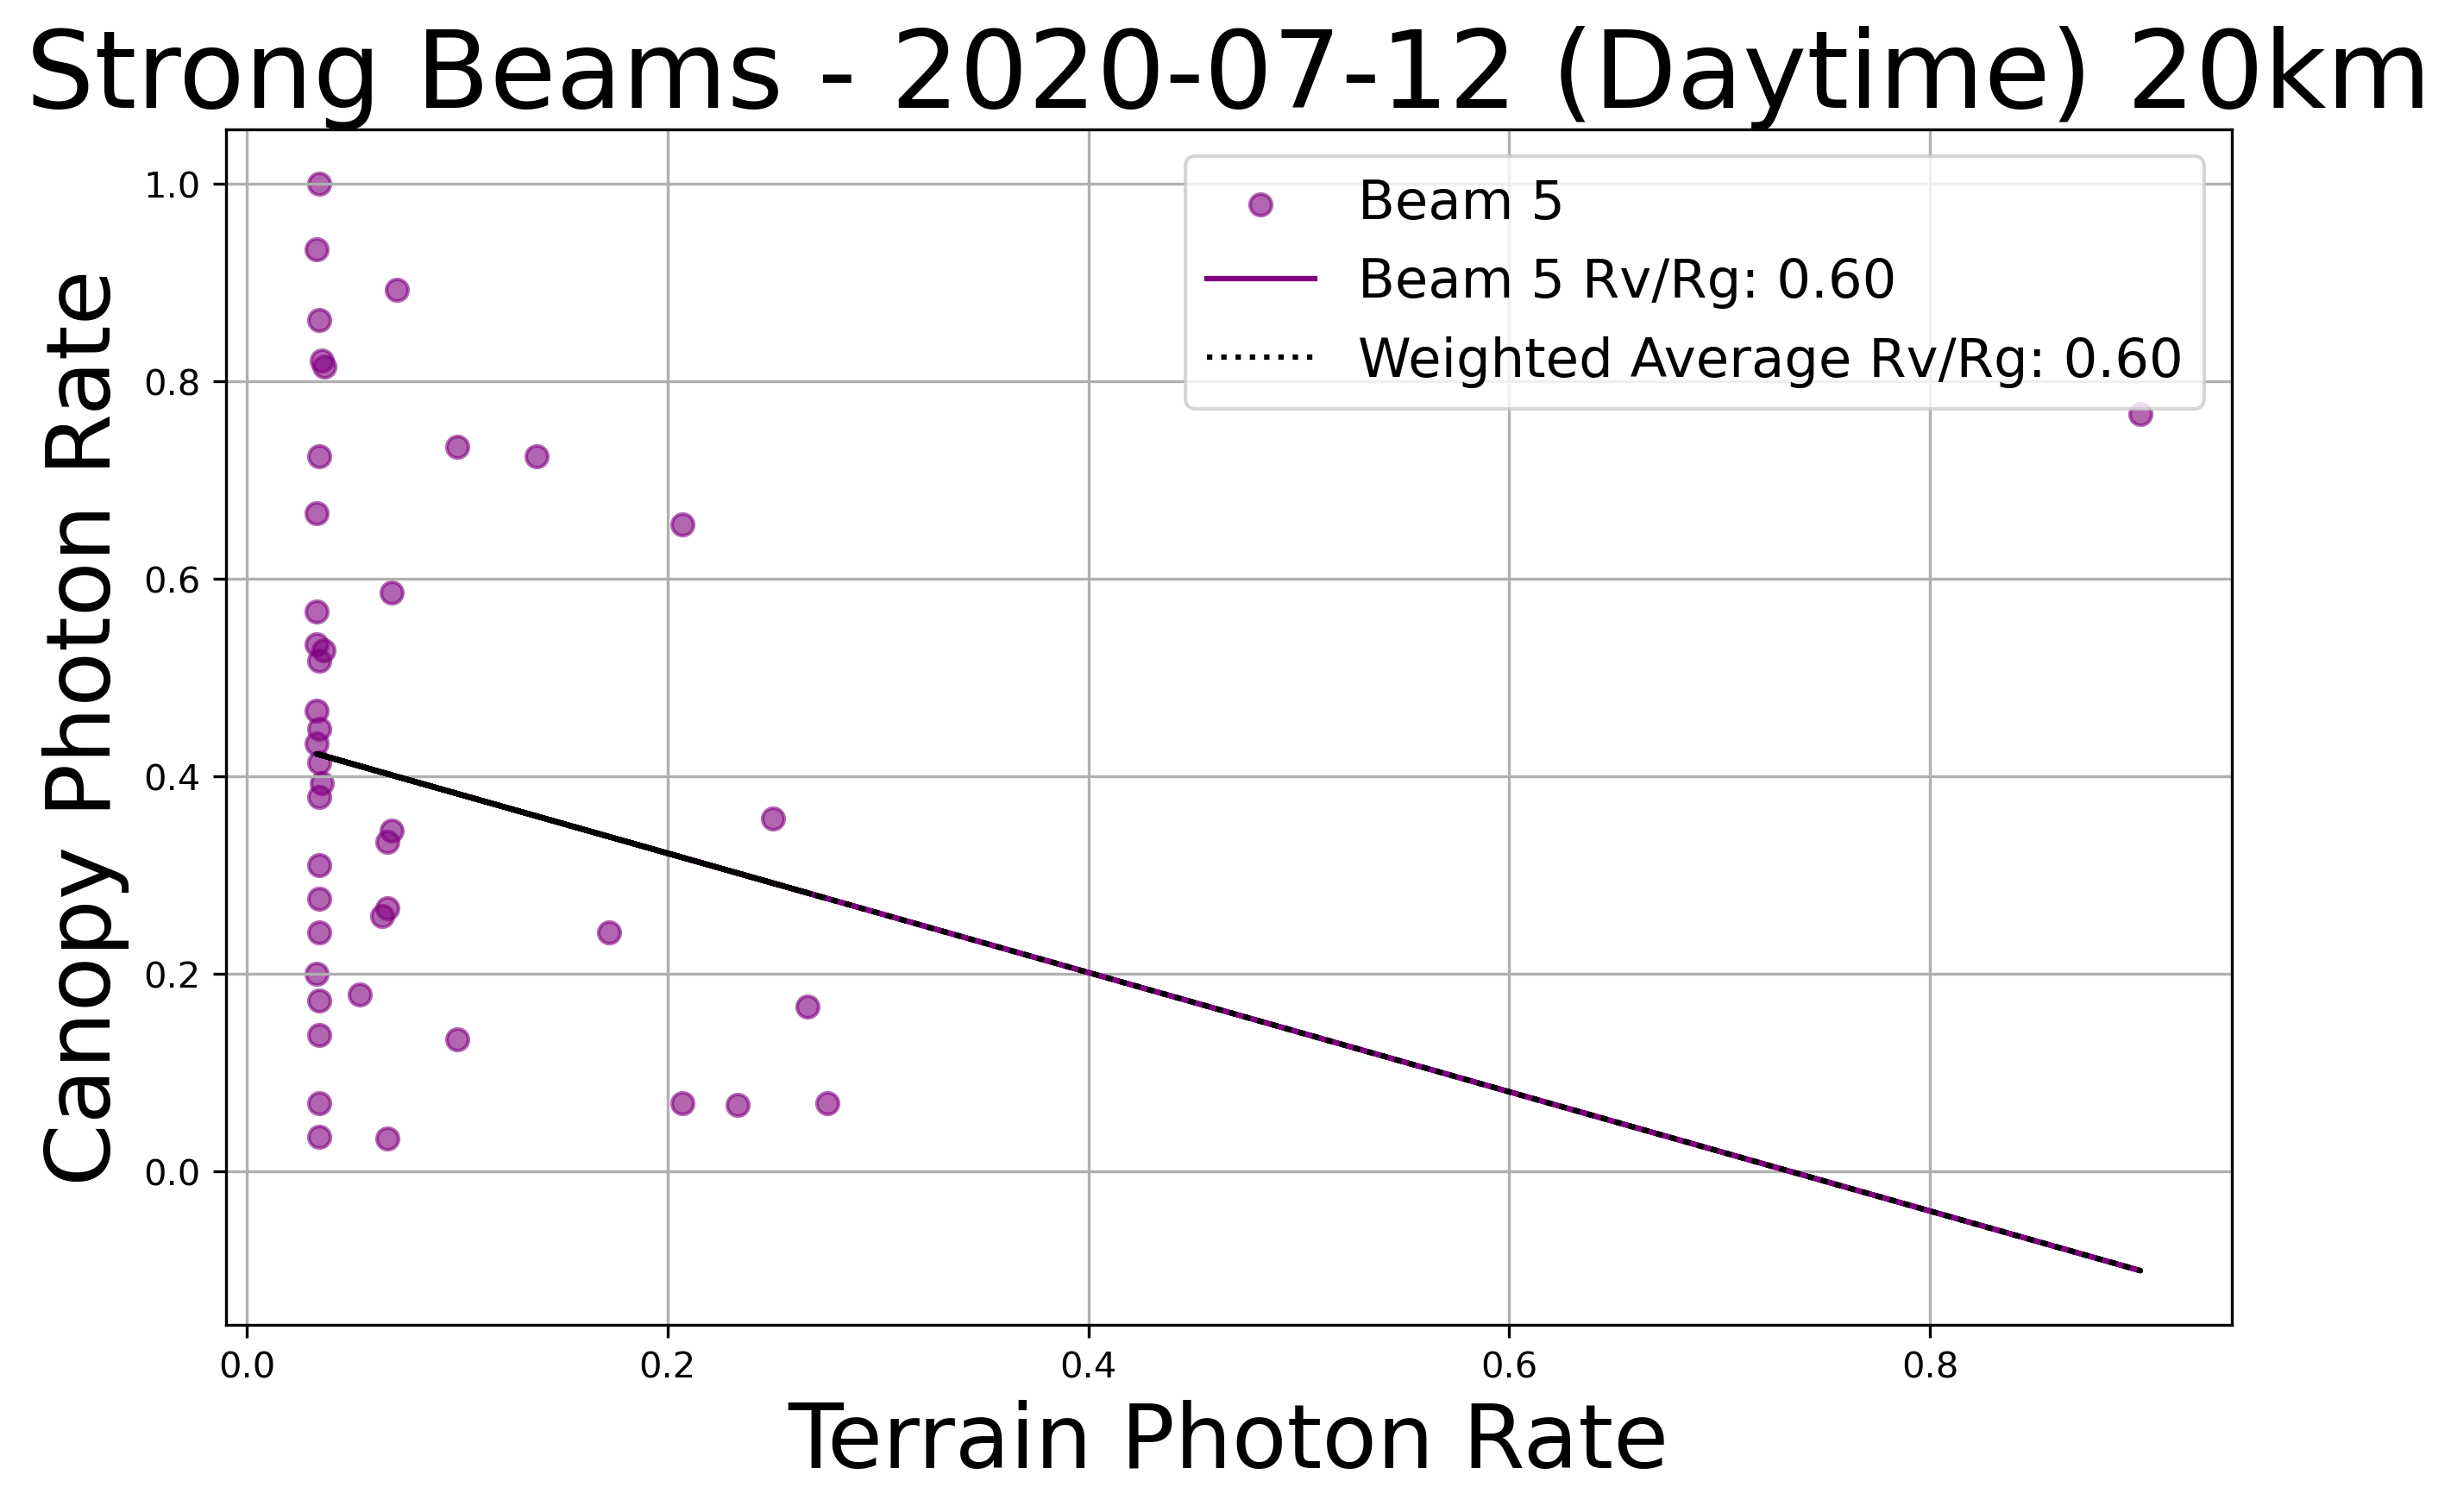 Strong Beams - 2020-07-12 (Daytime) 20km
Beam 5
Beam 5 Rv/Rg: 0.60
Weighted Average Rv/Rg: 0.60
Canopy Photon Rate
1.0
0.8
0.6
0.4
0.2
0.0
0.0 0.2 0.4 0.6 0.8
Terrain Photon Rate